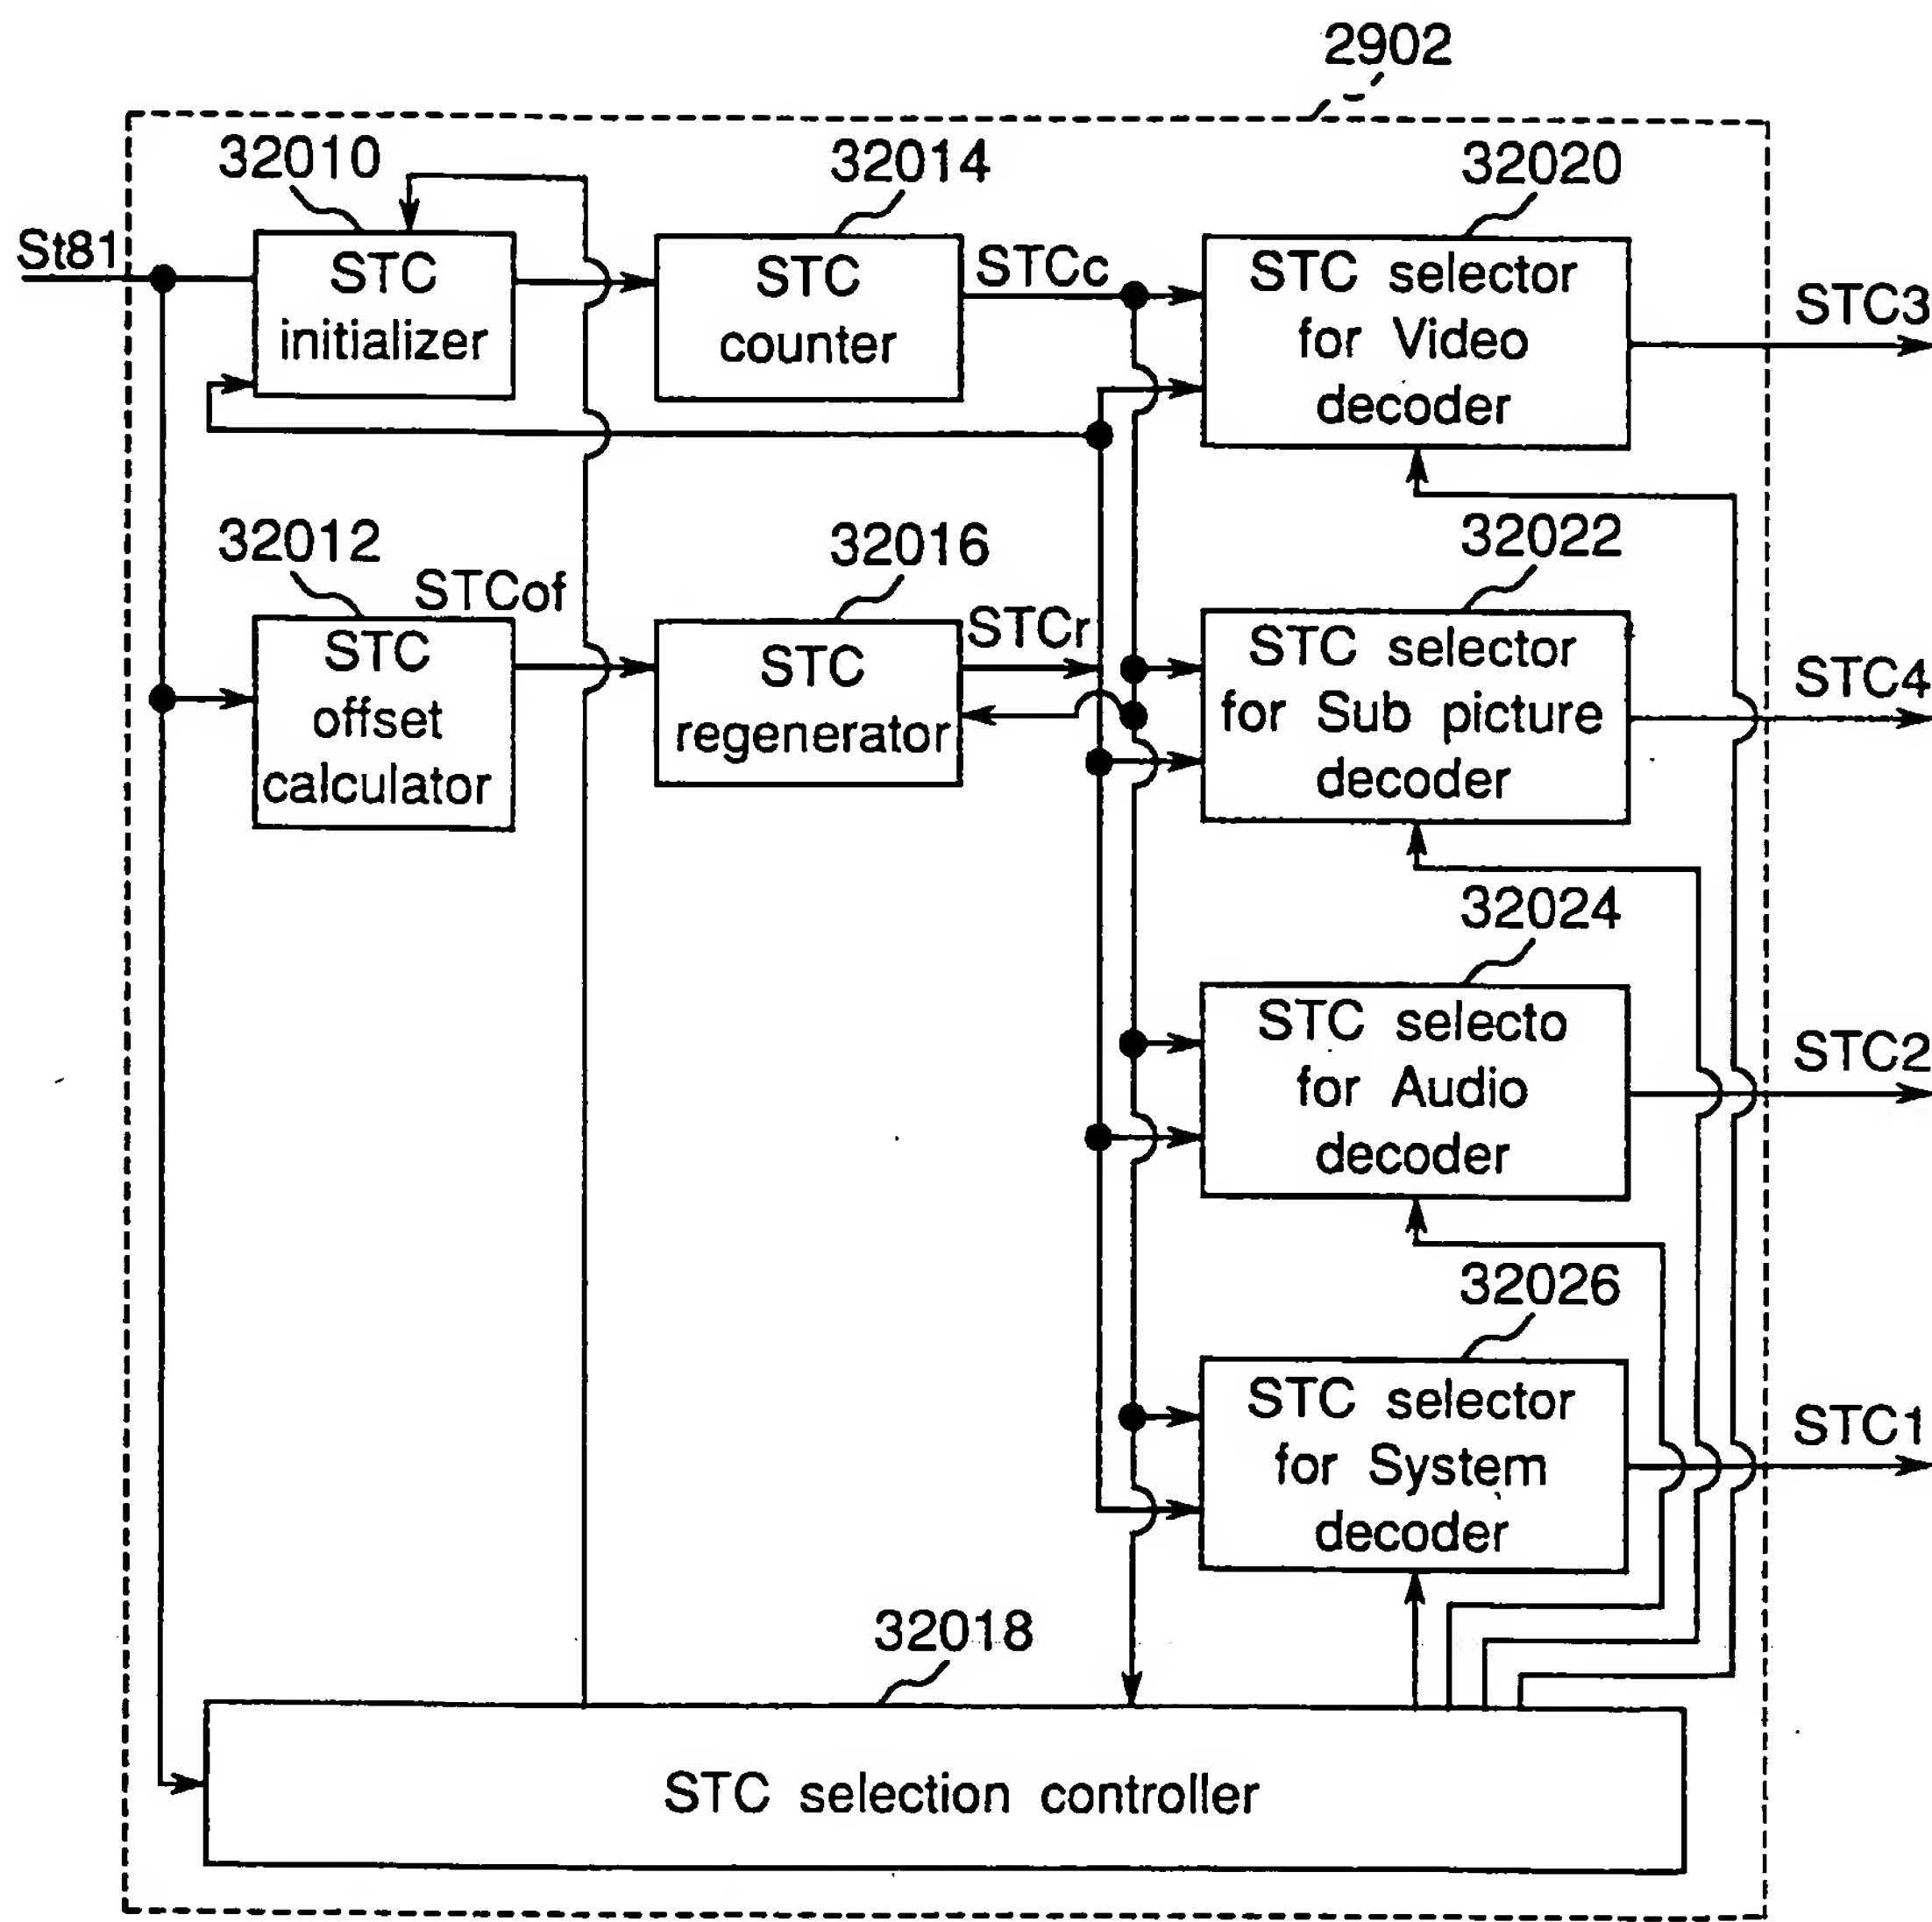 2902
32010
32014
32020
St81
STC
initializer
STC
counter
STCc
STC selector
for Video
decoder
STC3
32012
STCof
32016
32022
STC
offset
calculator
STC
regenerator
STCr
STC selector
for Sub picture
decoder
STC4
32024
STC selecto
for Audio
decoder
STC2
32026
STC selector
for System
decoder
STC1
32018
STC selection controller